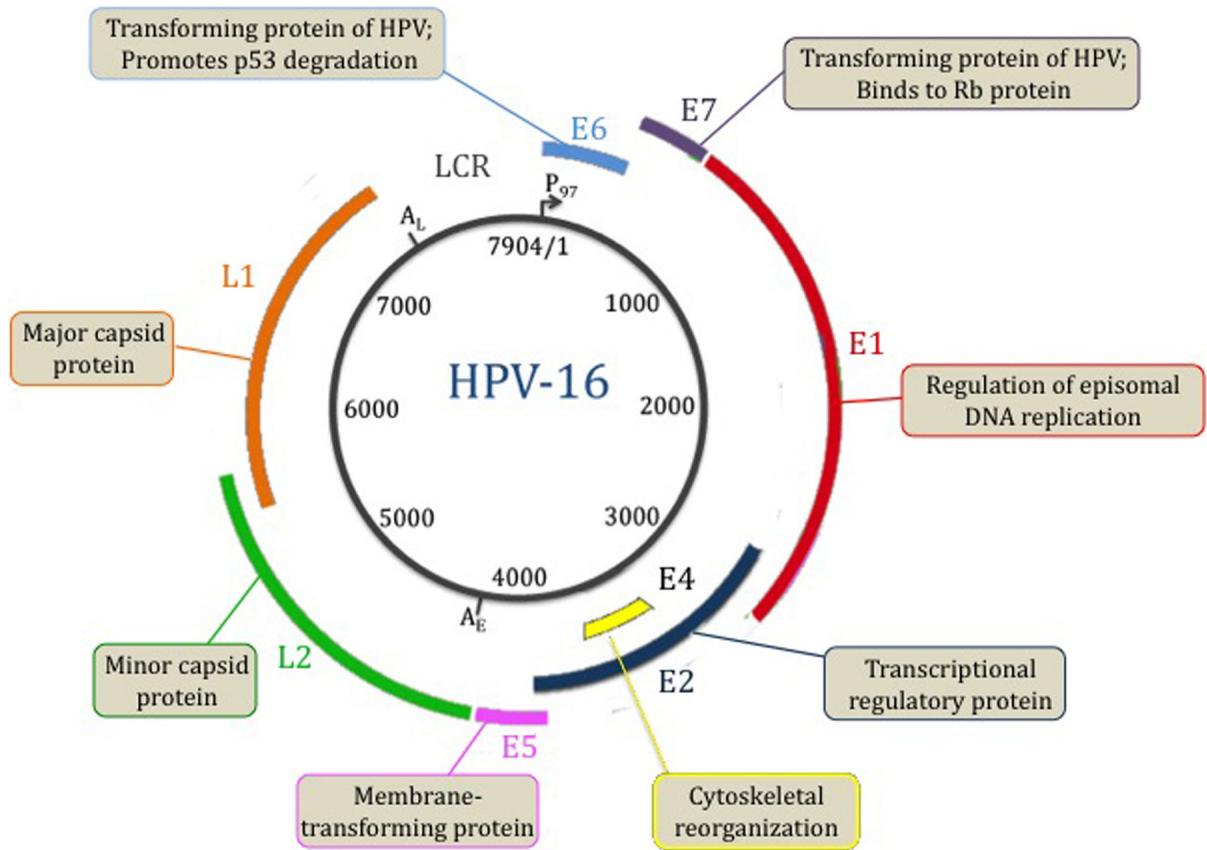 Transforming protein of HPV;
Promotes p53 degradation
Transforming protein of HPV;
Binds to Rb protein
E7
E6
LCR
P97
AL
7904/1
L1
7000
1000
Major capsid
protein
E1
HPV-16
Regulation of episomal
DNA replication
6000
2000
5000
3000
4000
E4
AE
Minor capsid
protein
L2
E2
Transcriptional
regulatory protein
E5
Membrane-
transforming protein
Cytoskeletal
reorganization